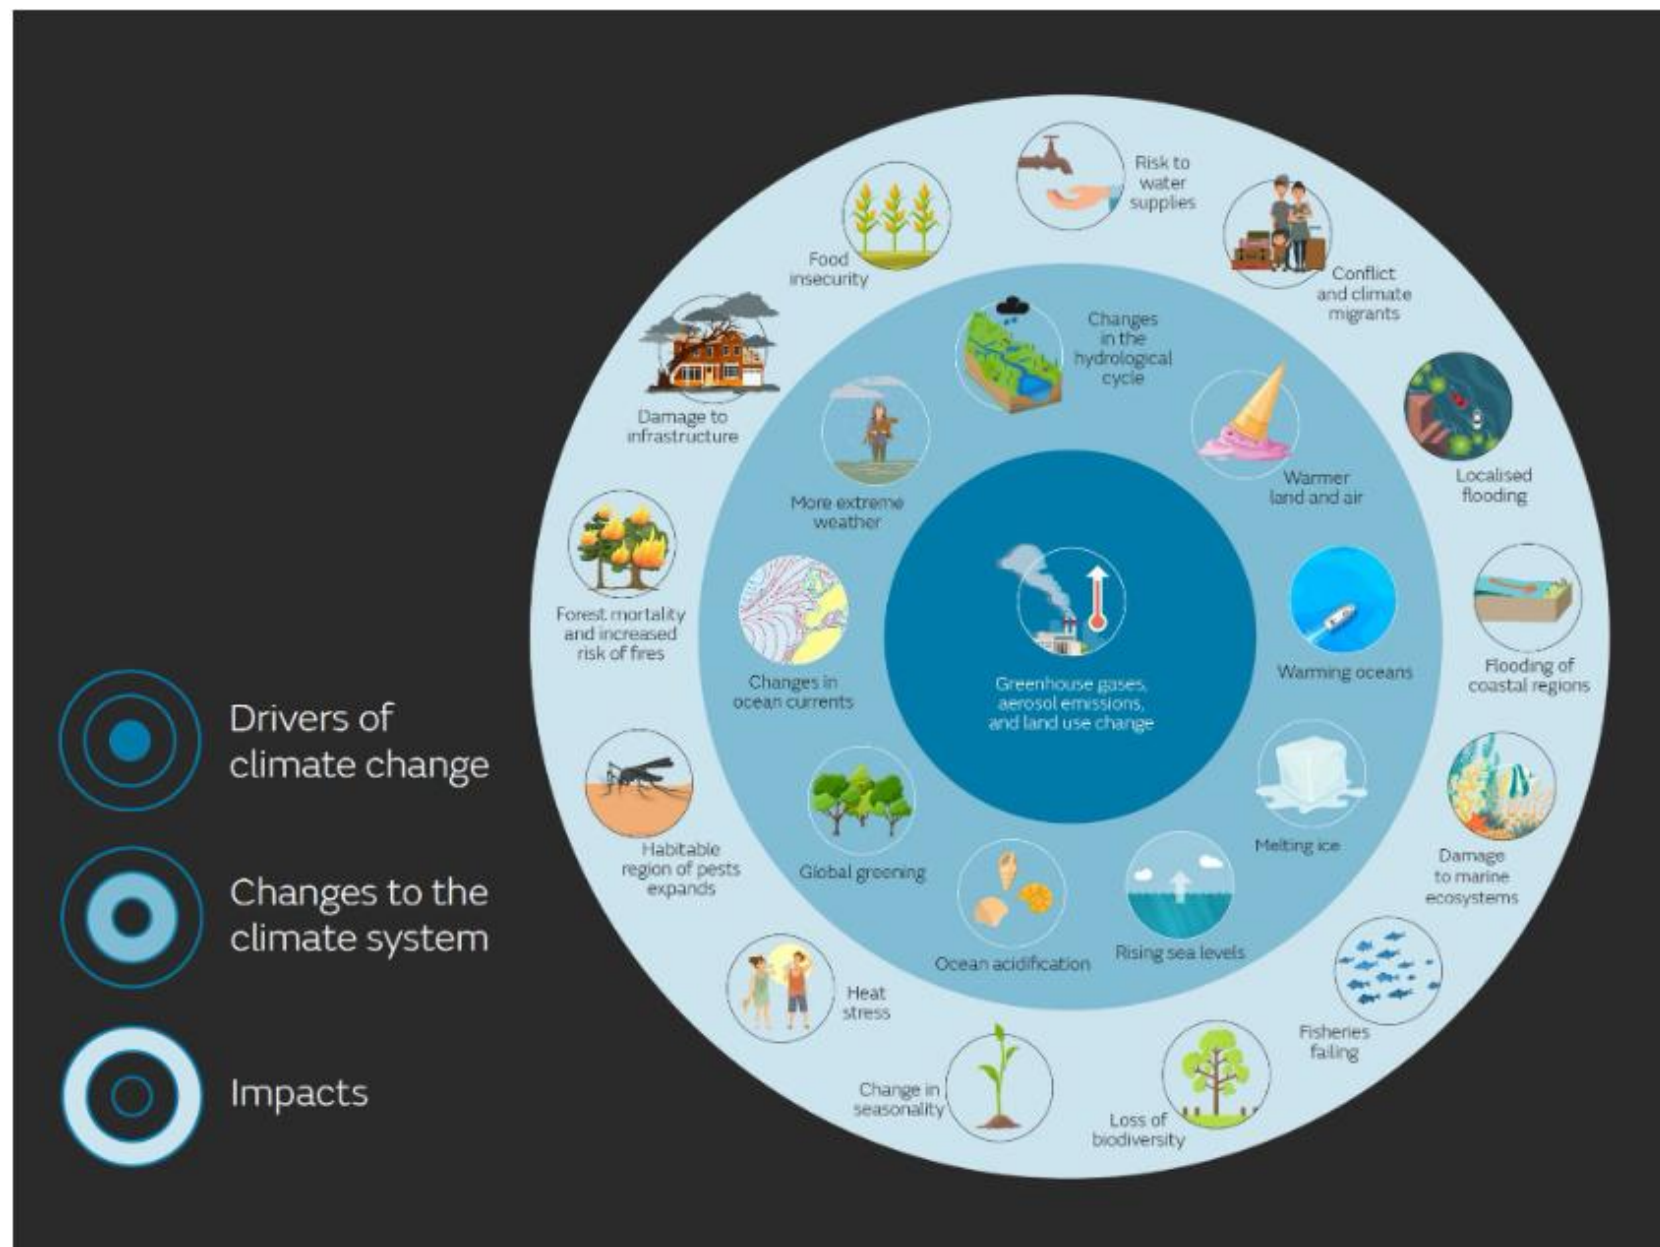 Risk to
water
supplies
Food
insecurity
Conflict
and climate
migrants
Changes
in the
hydrological
cycle
Damage to
infrastructure
Warmer
land and air
Localised
flooding
More extreme
weather
Forest mortality
and increased
risk of fires
Changes in
ocean currents
Greenhouse gases,
aerosol emissions,
and land use change
Warming oceans
Flooding of
coastal regions
Drivers of
climate change
Habitable
region of pests
expands
Global greening
Melting ice
Damage
to marine
ecosystems
Changes to the
climate system
Ocean acidification
Rising sea levels
Heat
stress
Fisheries
failing
Impacts
Change in
seasonality
Loss of
biodiversity